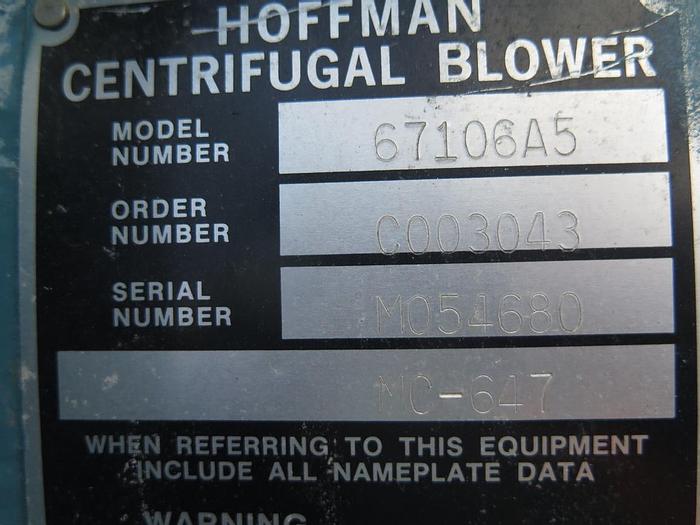 HOFFMAN
CENTRIFUGAL BLOWER
MODEL
NUMBER 67106A5
ORDER
NUMBER C003043
SERIAL
NUMBER M054680
MC-647
WHEN REFERRING TO THIS EQUIPMENT
INCLUDE ALL NAMEPLATE DATA
WARNING